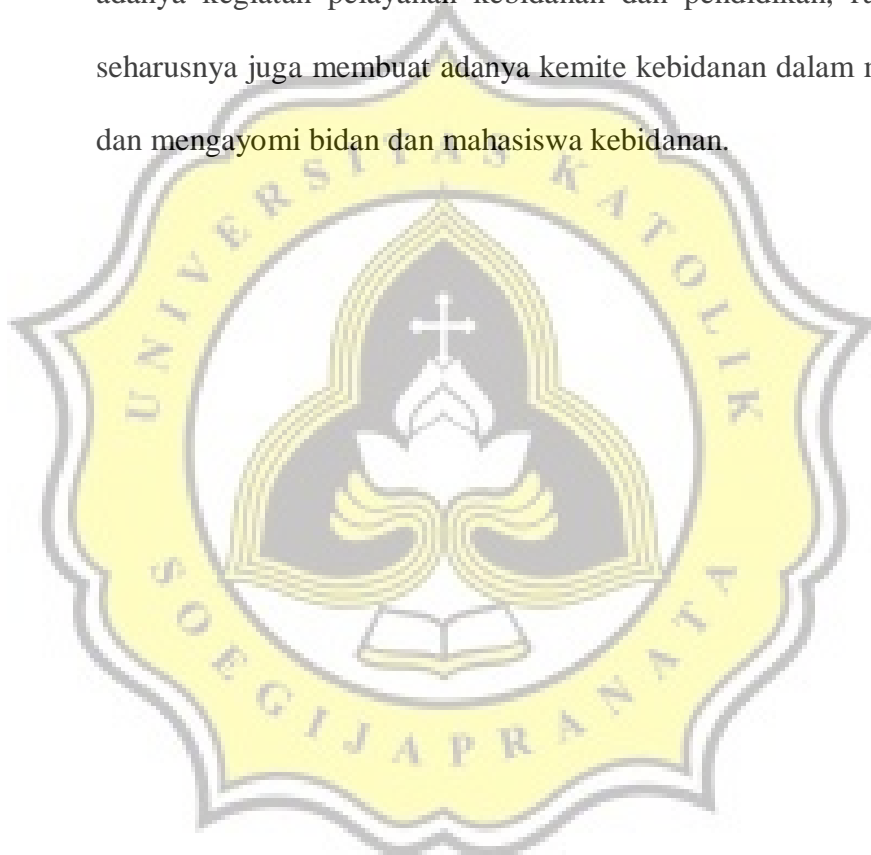 adanya kegiatan pelayanan kebidanan dan pendidikan,
seharusnya juga membuat adanya kemite kebidanan dalam
dan mengayomi bidan dan mahasiswa kebidanan.
UNIVERSITAS KATOLIK
SOEGIJAPRANATA